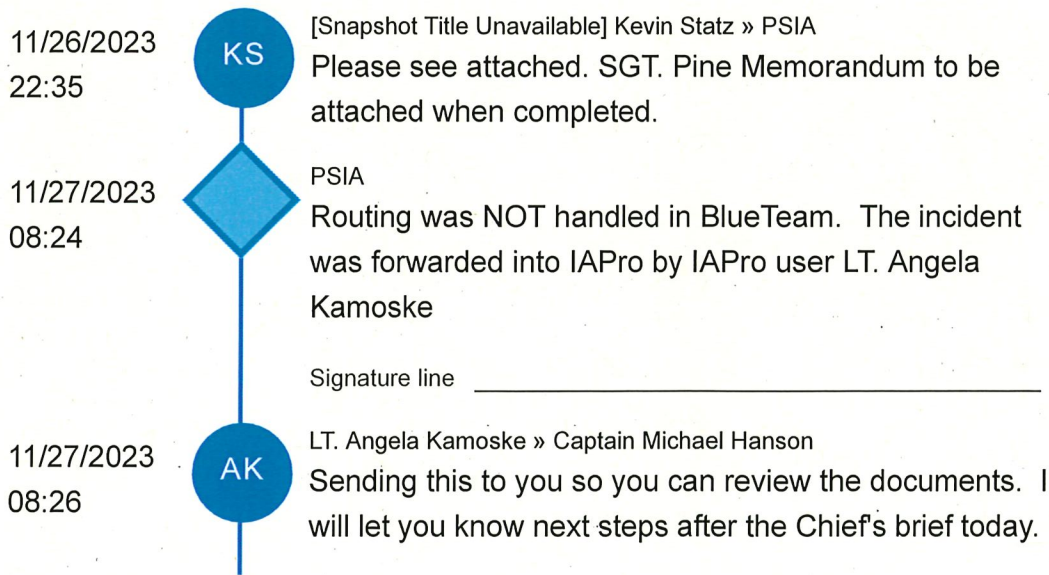 11/26/2023
22:35
KS
[Snapshot Title Unavailable] Kevin Statz » PSIA
Please see attached. SGT. Pine Memorandum to be
attached when completed.
11/27/2023
08:24
PSIA
Routing was NOT handled in BlueTeam.  The incident
was forwarded into IAPro by IAPro user LT. Angela
Kamoske
Signature line
11/27/2023
08:26
AK
LT. Angela Kamoske » Captain Michael Hanson
Sending this to you so you can review the documents.  I
will let you know next steps after the Chief's brief today.